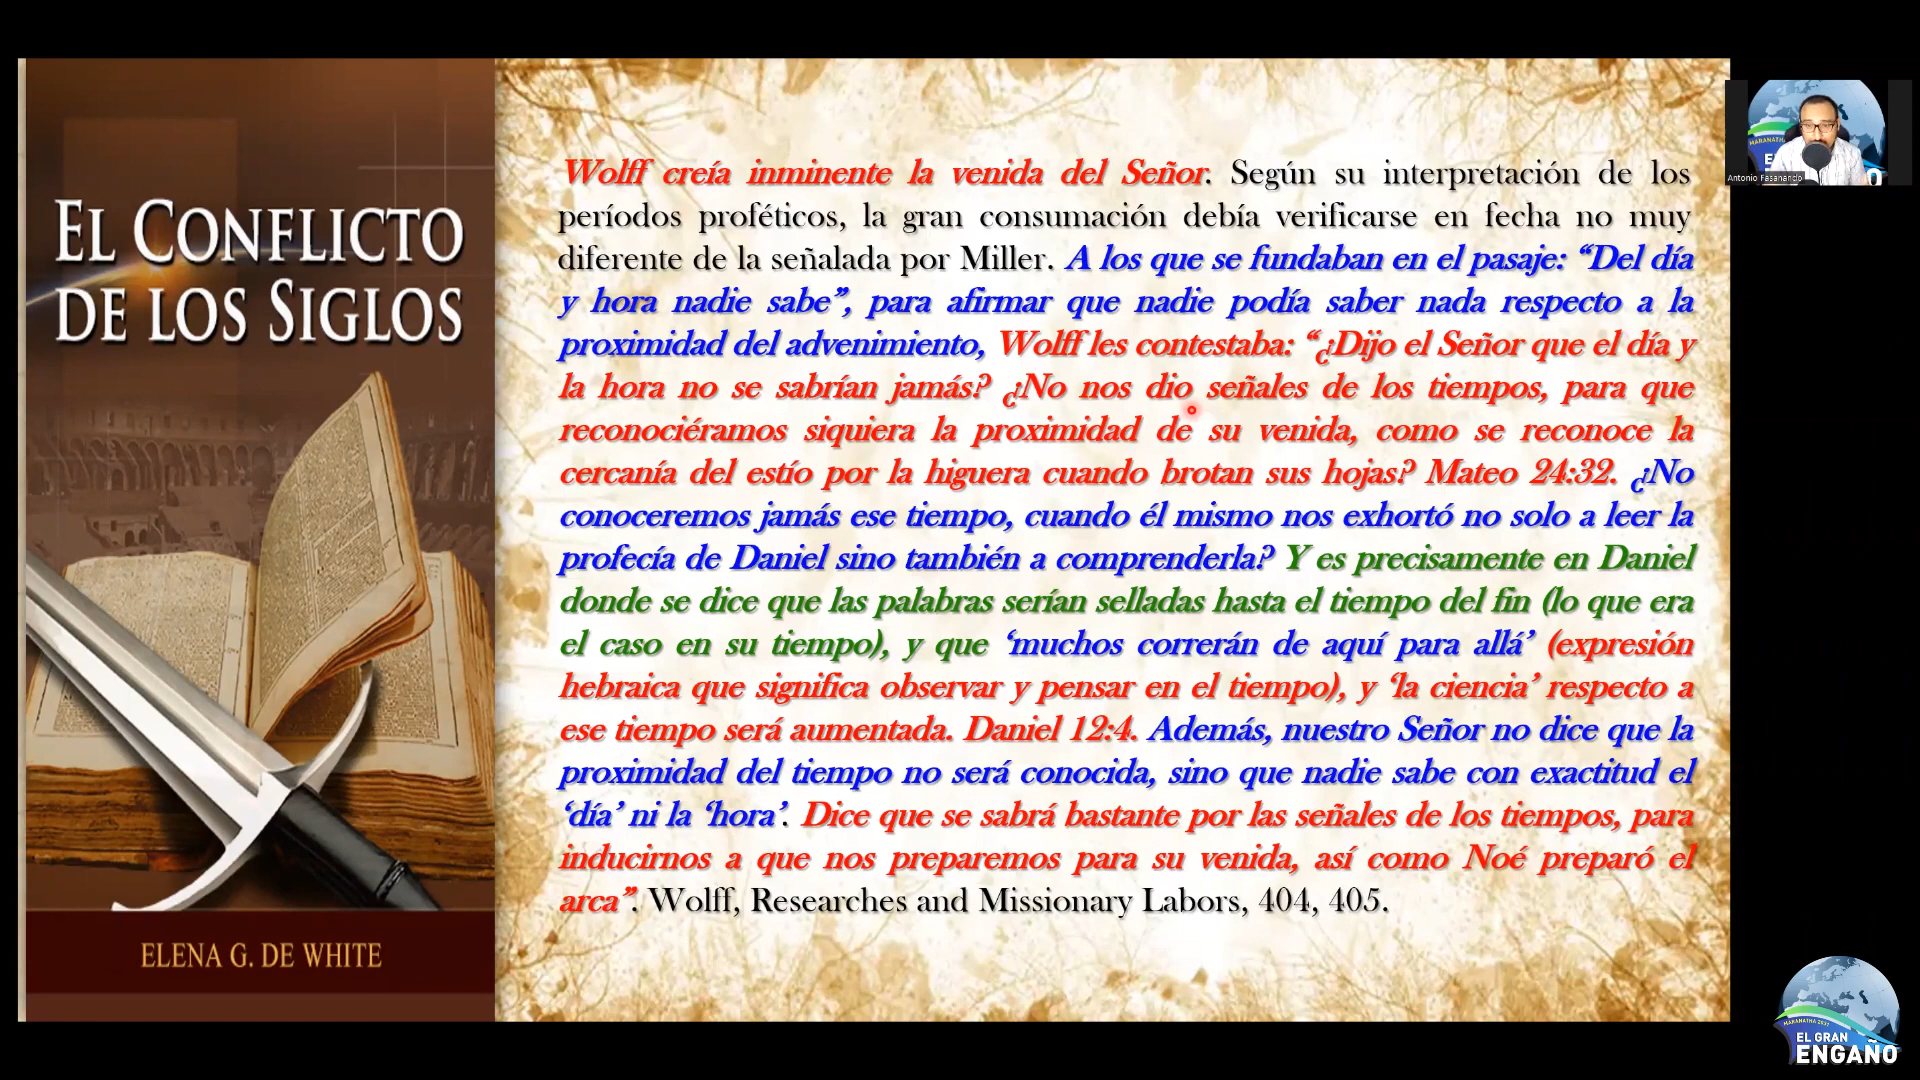 EL CONFLICTO
DE LOS SIGLOS
ELENA G. DE WHITE
Wolff creía inminente la venida del Señor. Según su interpretación de los
períodos proféticos, la gran consumación debía verificarse en fecha no muy
diferente de la señalada por Miller. A los que se fundaban en el pasaje: “Del día
y hora nadie sabe”, para afirmar que nadie podía saber nada respecto a la
proximidad del advenimiento, Wolff les contestaba: “¿Dijo el Señor que el día y
la hora no se sabrían jamás? ¿No nos dio señales de los tiempos, para que
reconociéramos siquiera la proximidad de su venida, como se reconoce la
cercanía del estío por la higuera cuando brotan sus hojas? Mateo 24:32. ¿No
conoceremos jamás ese tiempo, cuando él mismo nos exhortó no solo a leer la
profecía de Daniel sino también a comprenderla? Y es precisamente en Daniel
donde se dice que las palabras serían selladas hasta el tiempo del fin (lo que era
el caso en su tiempo), y que ‘muchos correrán de aquí para allá’ (expresión
hebraica que significa observar y pensar en el tiempo), y ‘la ciencia’ respecto a
ese tiempo será aumentada. Daniel 12:4. Además, nuestro Señor no dice que la
proximidad del tiempo no será conocida, sino que nadie sabe con exactitud el
‘día’ ni la ‘hora’. Dice que se sabrá bastante por las señales de los tiempos, para
inducirnos a que nos preparemos para su venida, así como Noé preparó el
arca”. Wolff, Researches and Missionary Labors, 404, 405.
MARANATHA
Antonio Fasanando
MARANATHA 2031
EL GRAN
ENGAÑO